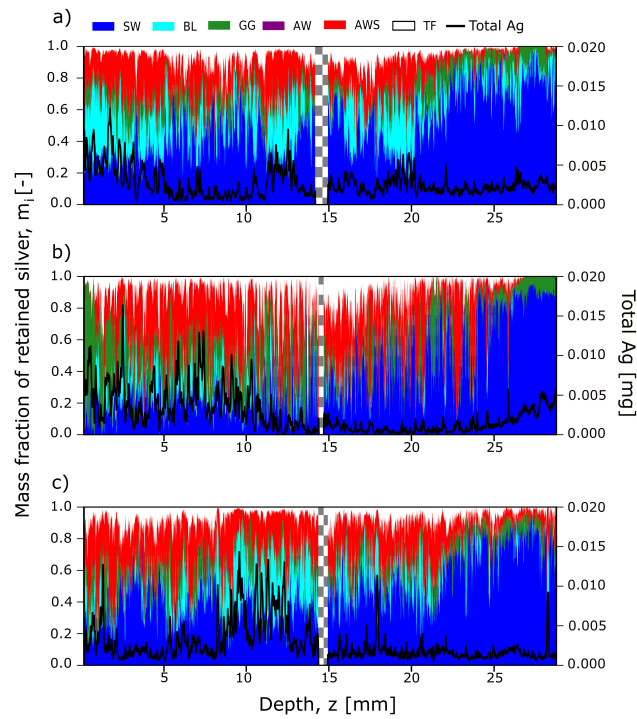 SW BL GG AW AWS TF Total Ag
a)
1.0 0.020
0.8 0.015
0.6
0.010
0.4
0.005
0.2
0.0 0.000
5 10 15 20 25
b)
1.0 0.020
0.8 0.015
0.6
0.010
0.4
0.005
0.2
0.0 0.000
5 10 15 20 25
c)
1.0 0.020
0.8 0.015
0.6
0.010
0.4
0.005
0.2
0.0 0.000
5 10 15 20 25
Mass fraction of retained silver, mi[-]
Total Ag [mg]
Depth, z [mm]